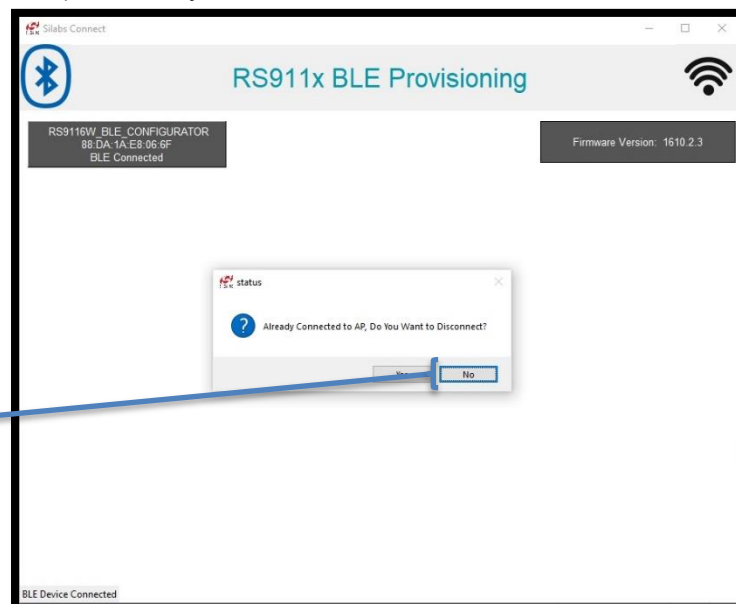 Silabs Connect
RS911x BLE Provisioning
RS9116W_BLE_CONFIGURATOR
88:DA:1A:E8:06:6F
BLE Connected
Firmware Version: 1610.2.3
status
Already Connected to AP, Do You Want to Disconnect?
No
BLE Device Connected